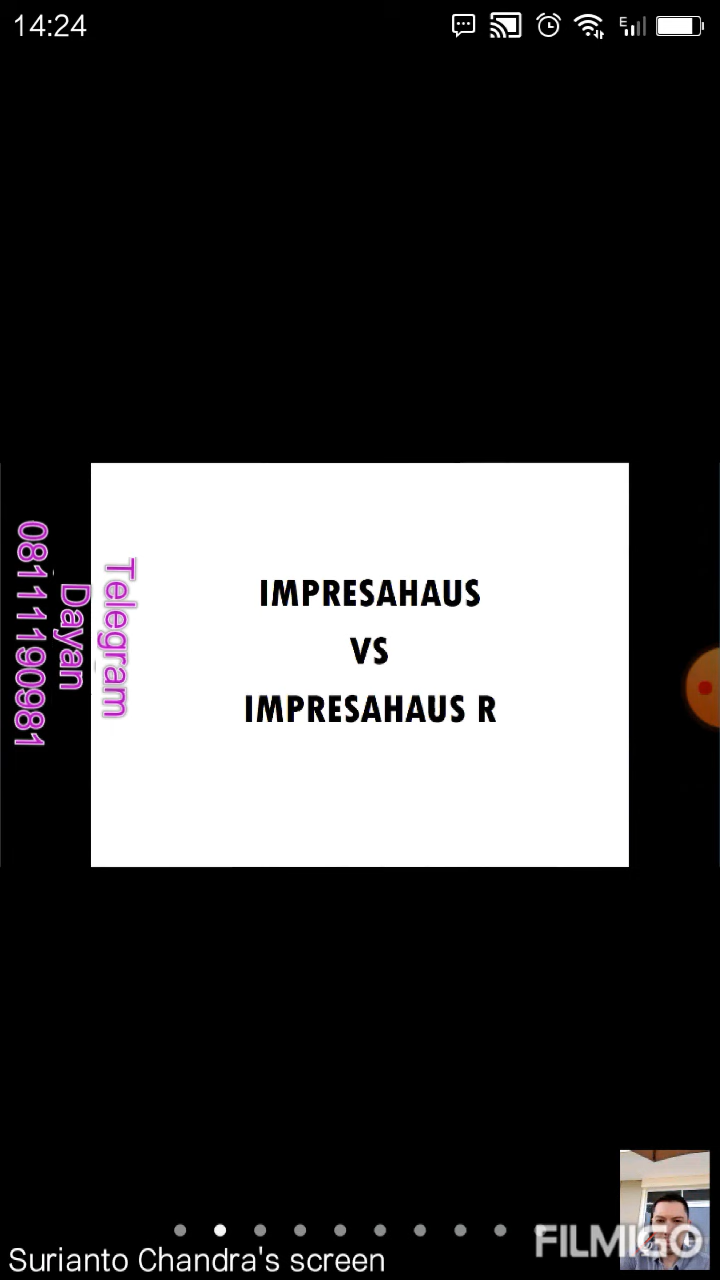 14:24
E
IMPRESAHAUS
VS
IMPRESAHAUS R
Telegram
Dayan
08111190981
FILMIGO
Surianto Chandra's screen